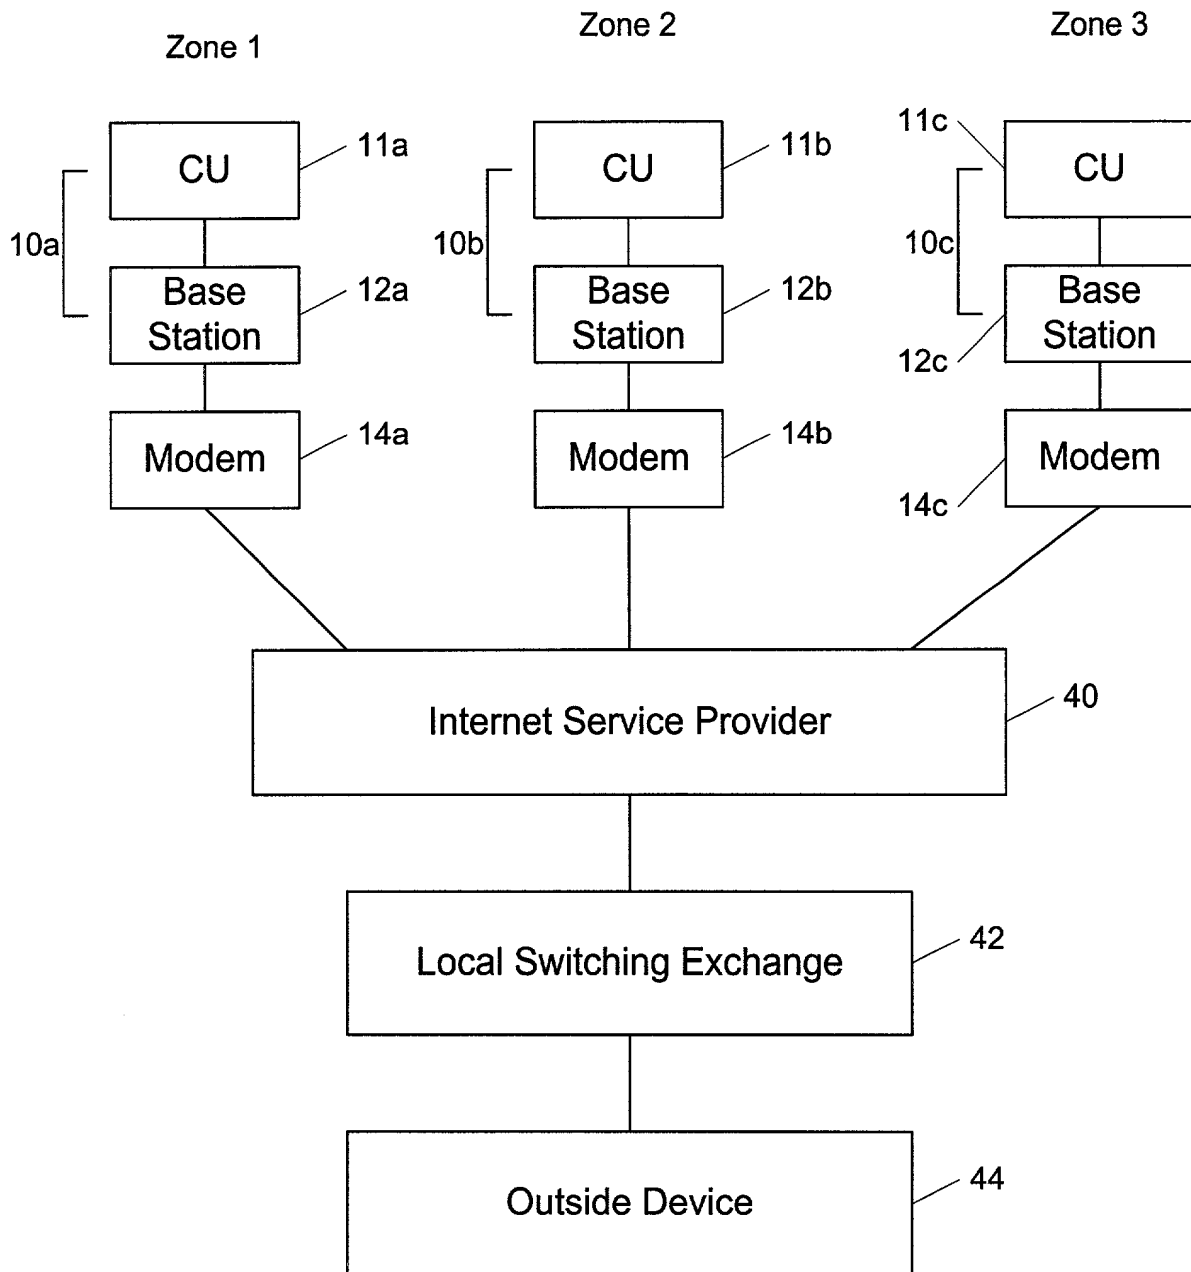 Zone 1
Zone 2
Zone 3
CU
11a
CU
11b
11c
CU
10a
10b
10c
Base
Station
12a
Base
Station
12b
Base
Station
12c
Modem
14a
Modem
14b
Modem
14c
Internet Service Provider
40
Local Switching Exchange
42
Outside Device
44